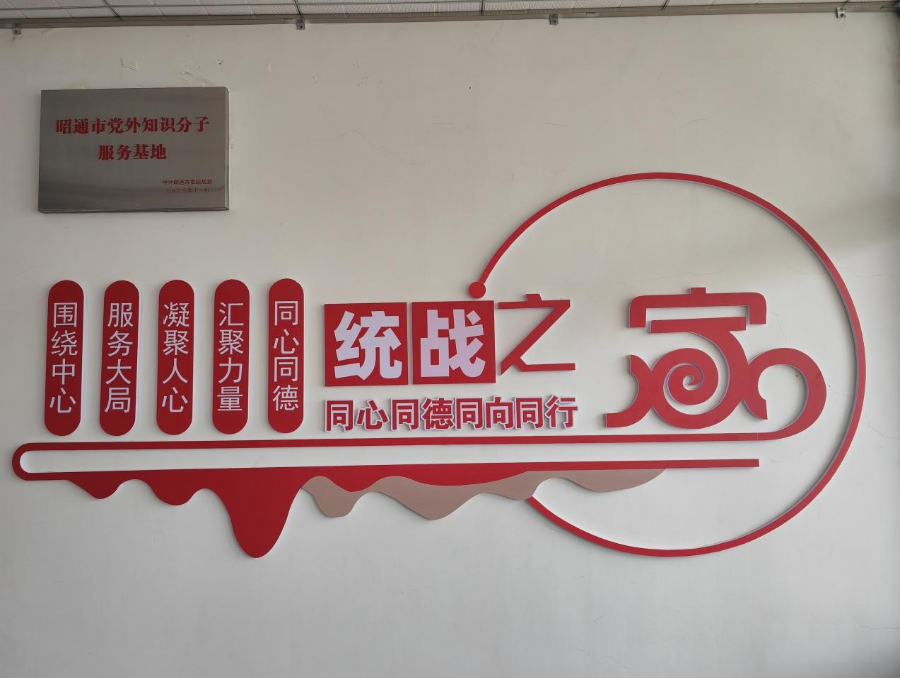 昭通市党外知识分子
服务基地
围绕中心
服务大局
凝聚人心
汇聚力量
同心同德
统战之家
同心同德同向同行